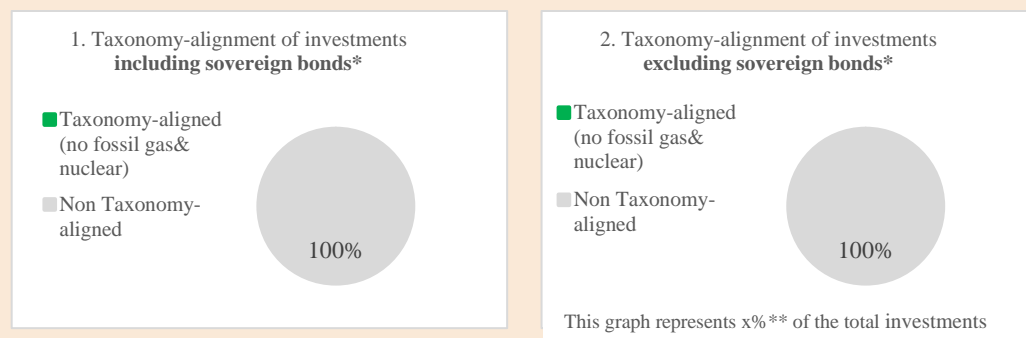 1. Taxonomy-alignment of investments
including sovereign bonds*
Taxonomy-aligned
(no fossil gas&
nuclear)
Non Taxonomy-
aligned
100%
2. Taxonomy-alignment of investments
excluding sovereign bonds*
Taxonomy-aligned
(no fossil gas&
nuclear)
Non Taxonomy-
aligned
100%
This graph represents x%** of the total investments